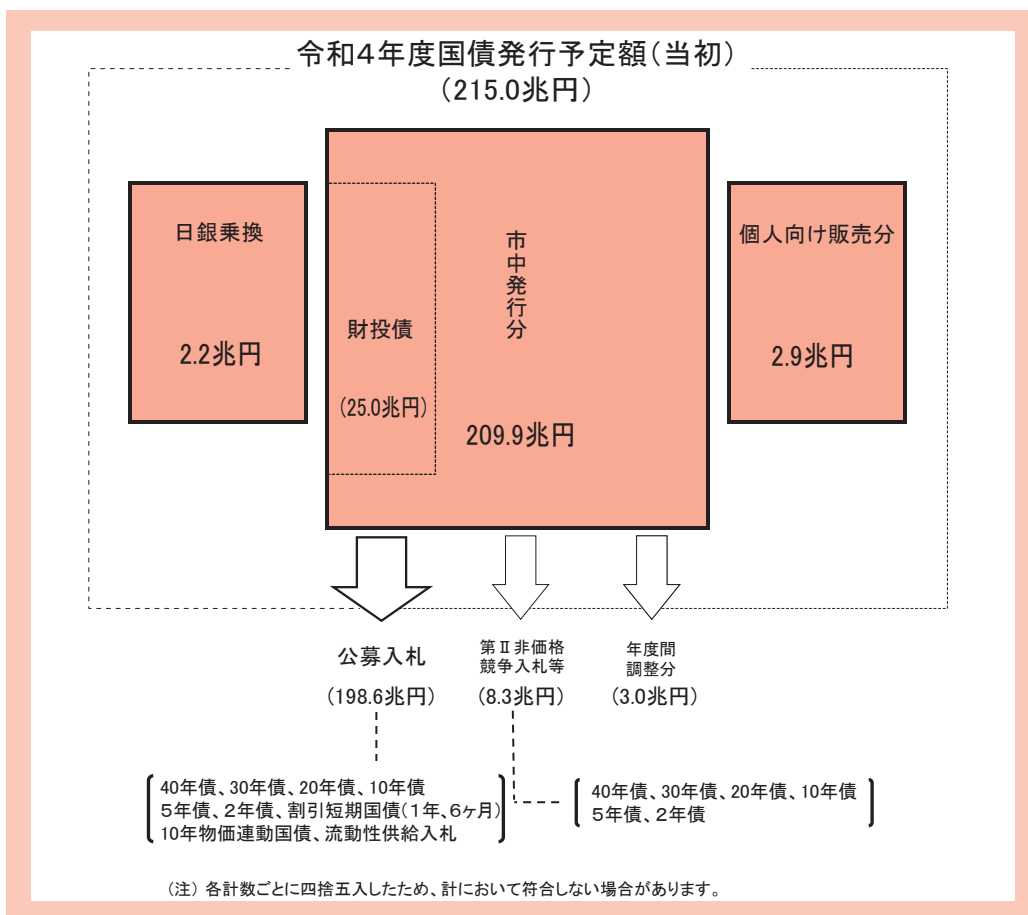 令和4年度国債発行予定額(当初)
(215.0兆円)
日銀乗換
2.2兆円
財投債
(25.0兆円)
市中発行分
209.9兆円
個人向け販売分
2.9兆円
公募入札
(198.6兆円)
第Ⅱ非価格
競争入札等
(8.3兆円)
年度間
調整分
(3.0兆円)
40年債、30年債、20年債、10年債
5年債、2年債、割引短期国債(1年、6ヶ月)
10年物価連動国債、流動性供給入札
40年債、30年債、20年債、10年債
5年債、2年債
(注) 各計数ごとに四捨五入したため、計において符合しない場合があります。